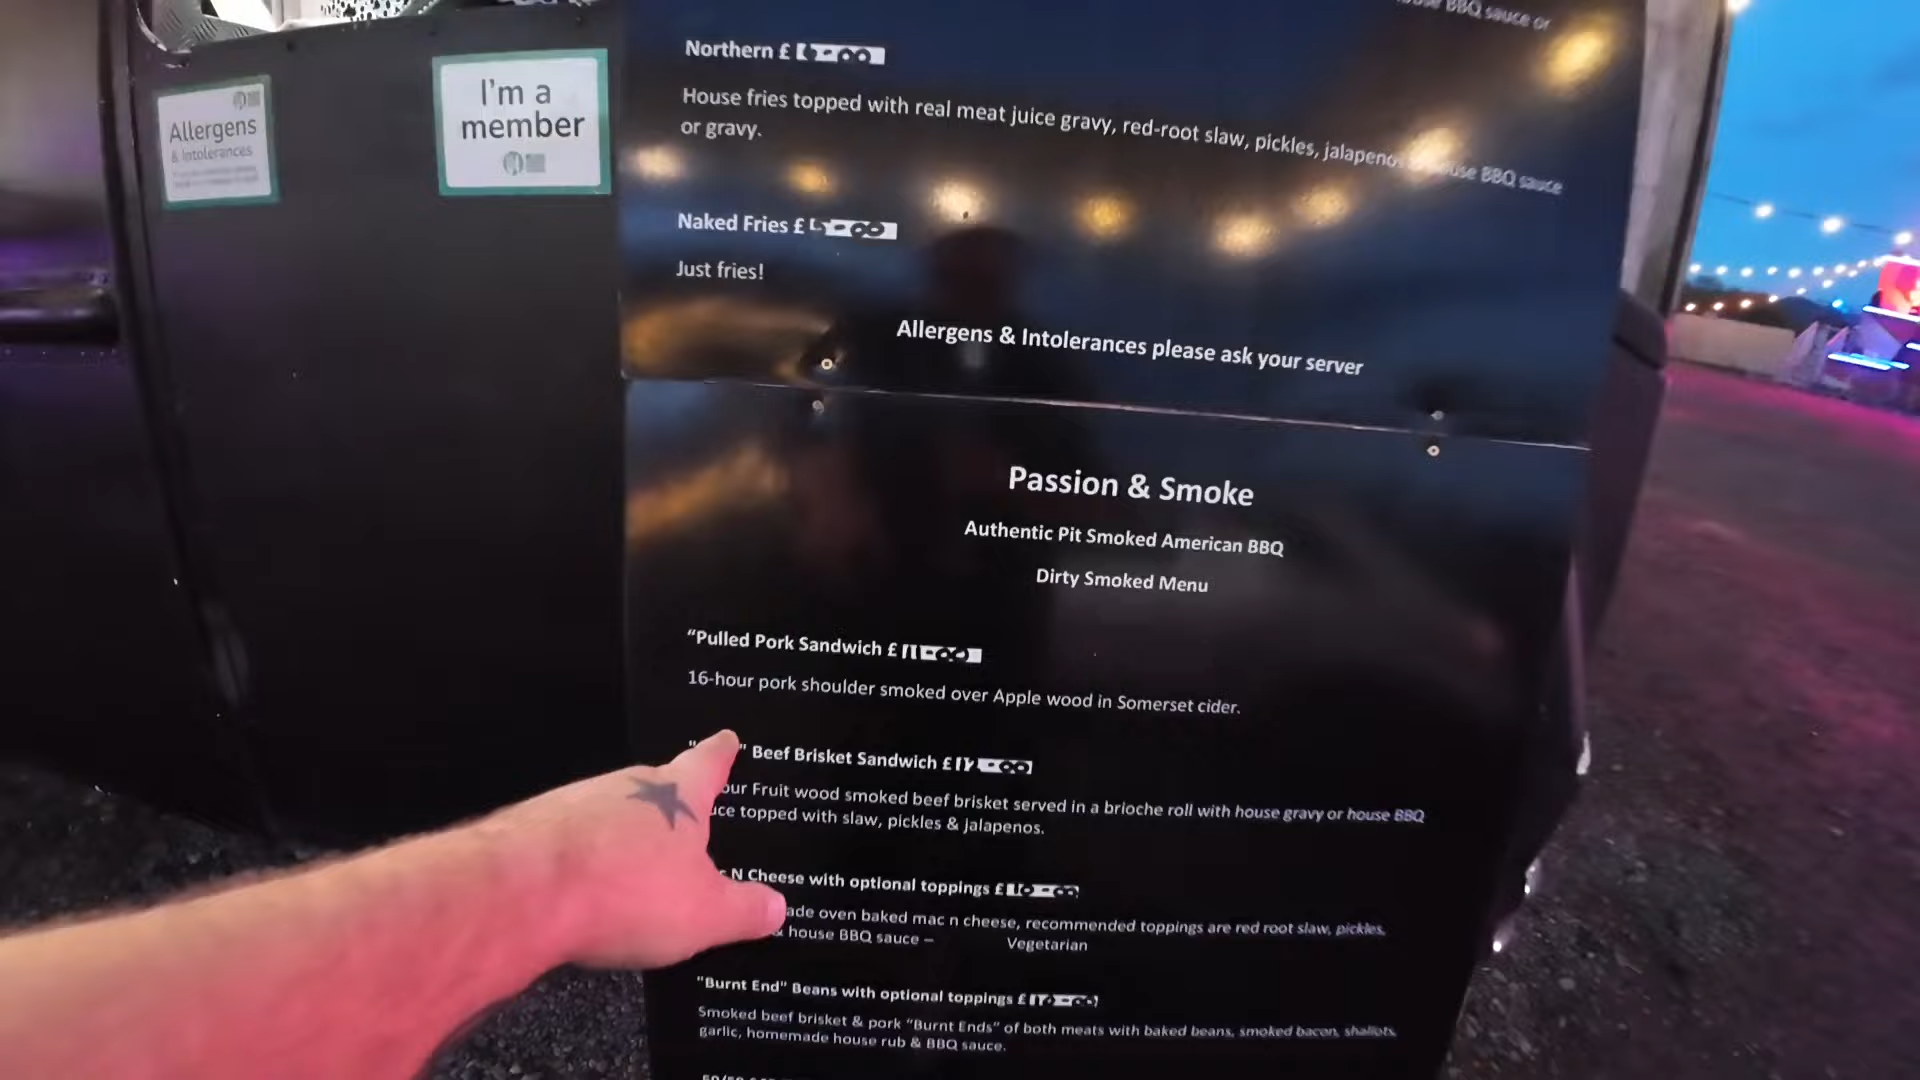 Allergens
& Intolerances
I'm a
member
BBQ sauce or
Northern £
House fries topped with real meat juice gravy, red-root slaw, pickles, BBQ sauce
or gravy.
Naked Fries £
Just fries!
Allergens & Intolerances please ask your server
Passion & Smoke
Authentic Pit Smoked American BBQ
Dirty Smoked Menu
“Pulled Pork Sandwich £
16-hour pork shoulder smoked over Apple wood in Somerset cider.
" Beef Brisket Sandwich £
Fruit wood smoked beef brisket served in a brioche roll with house gravy or house BBQ
topped with slaw, pickles & jalapenos.
N Cheese with optional toppings £
oven baked mac n cheese, recommended toppings are red root slaw, pickles,
& house BBQ sauce – Vegetarian
"Burnt End" Beans with optional toppings £
Smoked beef brisket & pork “Burnt Ends” of both meats with baked beans, smoked bacon, shallots,
garlic, homemade house rub & BBQ sauce.